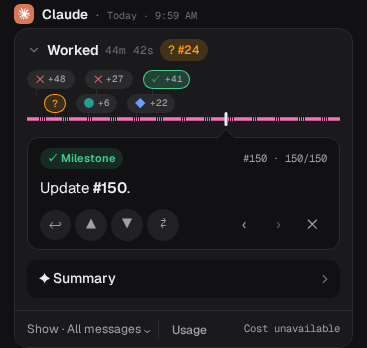 Claude · Today · 9:59 AM
Worked 44m 42s ? #24
✕ +48 ✕ +27 ✓ +41
? +6 +22
✓ Milestone #150 · 150/150
Update #150.
Summary
Show · All messages Usage Cost unavailable